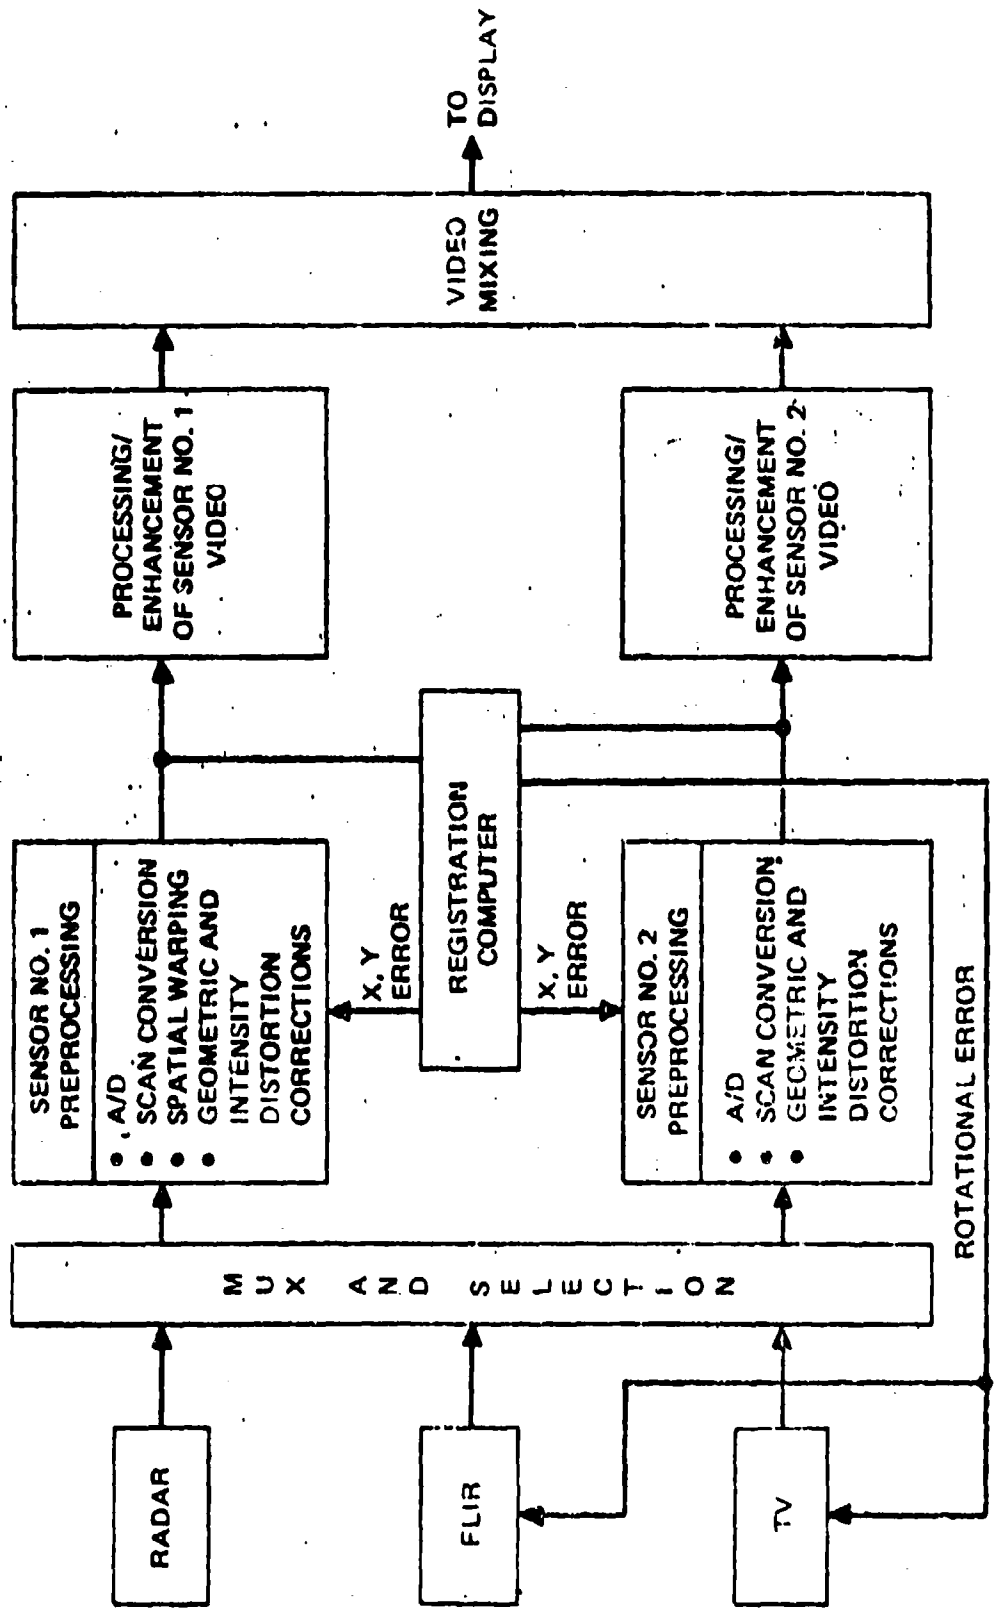 RADAR
FLIR
TV
MUX AND SELECTION
SENSOR NO. 1
PREPROCESSING
• A/D
• SCAN CONVERSION
• SPATIAL WARPING
• GEOMETRIC AND
INTENSITY
DISTORTION
CORRECTIONS
X, Y
ERROR
REGISTRATION
COMPUTER
X, Y
ERROR
SENSOR NO. 2
PREPROCESSING
• A/D
• SCAN CONVERSION
• GEOMETRIC AND
INTENSITY
DISTORTION
CORRECTIONS
ROTATIONAL ERROR
PROCESSING/
ENHANCEMENT
OF SENSOR NO. 1
VIDEO
PROCESSING/
ENHANCEMENT
OF SENSOR NO. 2
VIDEO
VIDEO
MIXING
TO
DISPLAY